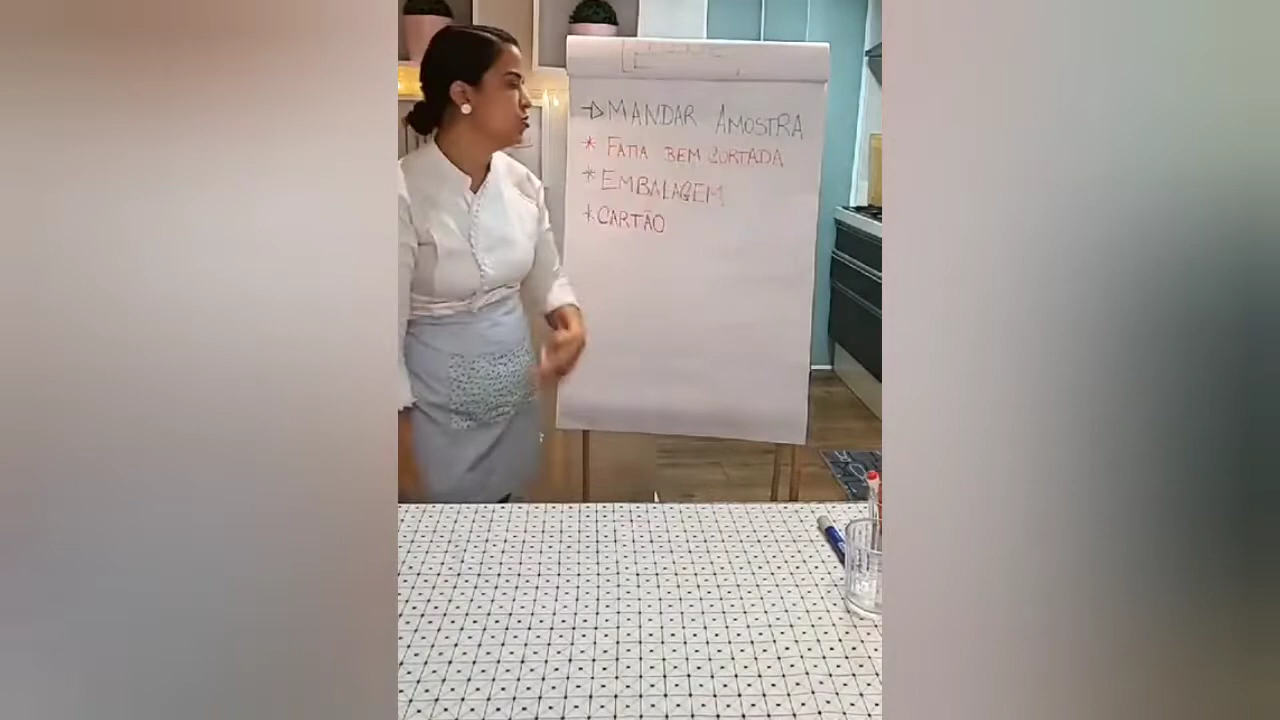 → MANDAR AMOSTRA
* FATIA BEM CORTADA
* EMBALAGEM
* CARTÃO